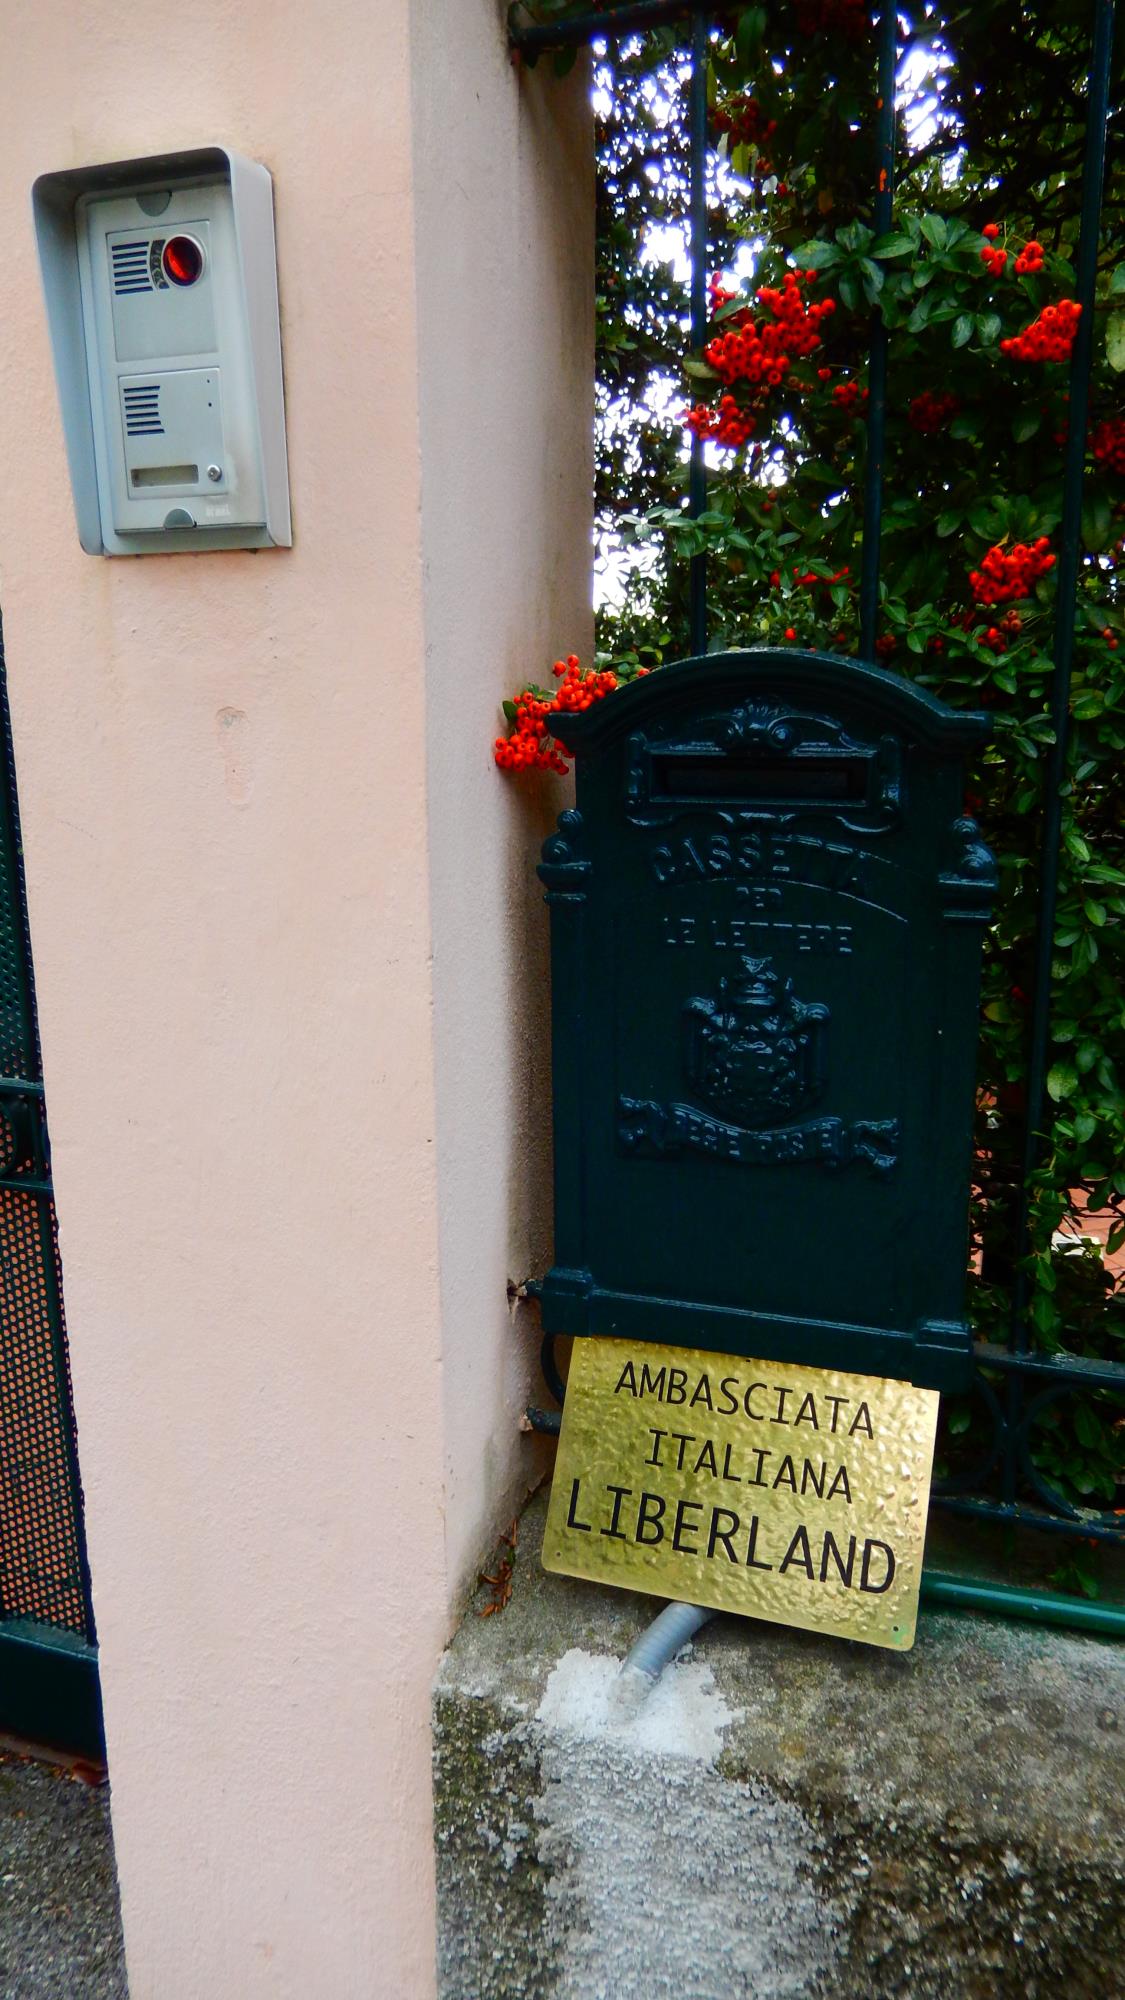 CASSETTA
PER
LE LETTERE
AMBASCIATA
ITALIANA
LIBERLAND